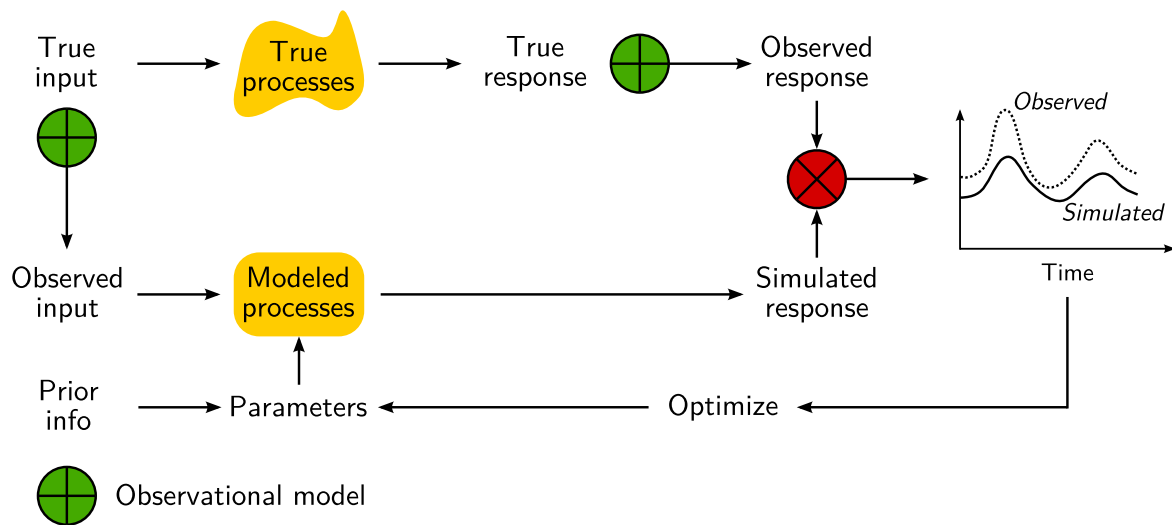 True
input
True
processes
True
response
Observed
response
Observed
Simulated
Time
Observed
input
Modeled
processes
Simulated
response
Prior
info
Parameters
Optimize
Observational model